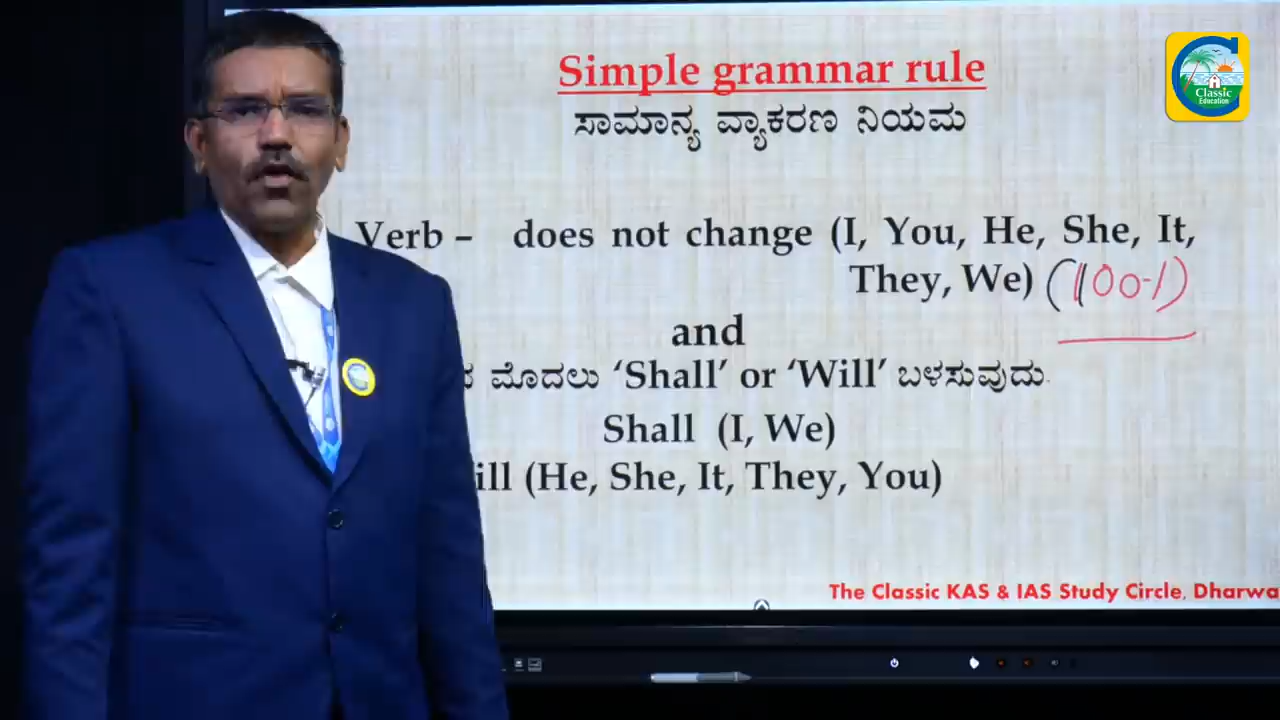 Simple grammar rule
ಸಾಮಾನ್ಯ ವ್ಯಾಕರಣ ನಿಯಮ
Classic
Education
Verb – does not change (I, You, He, She, It,
They, We) (100%)
and
ಮೊದಲು ‘Shall’ or ‘Will’ ಬಳಸುವುದು.
Shall (I, We)
ill (He, She, It, They, You)
The Classic KAS & IAS Study Circle, Dharwa